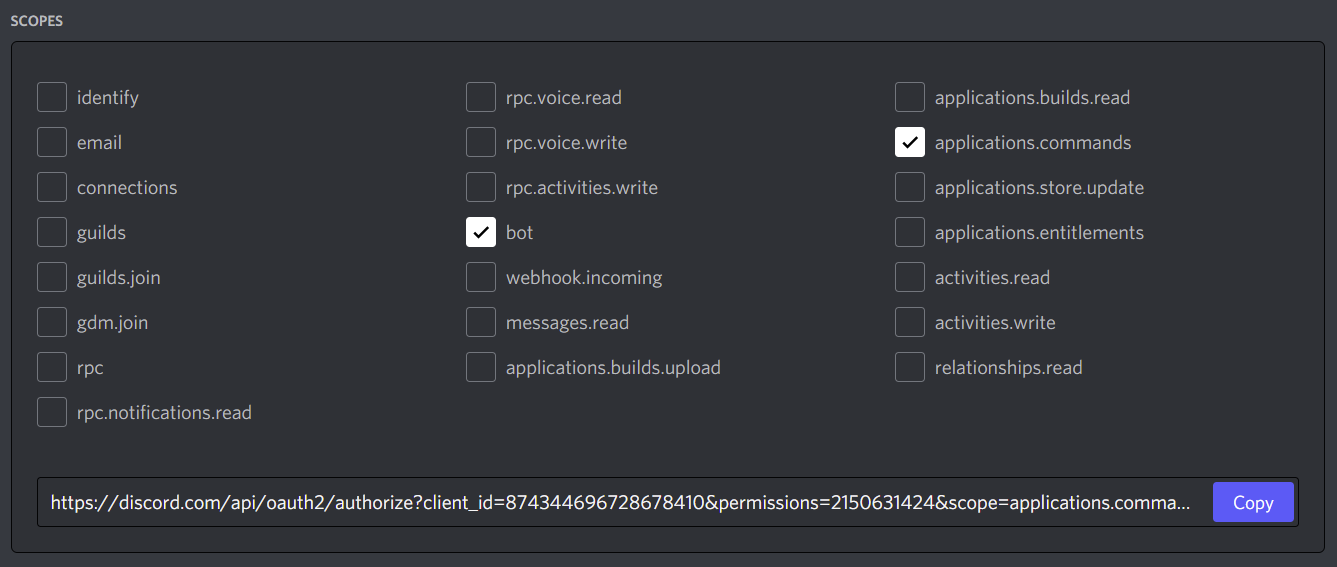 SCOPES
identify
email
connections
guilds
guilds.join
gdm.join
rpc
rpc.notifications.read
rpc.voice.read
rpc.voice.write
rpc.activities.write
bot
webhook.incoming
messages.read
applications.builds.upload
applications.builds.read
applications.commands
applications.store.update
applications.entitlements
activities.read
activities.write
relationships.read
https://discord.com/api/oauth2/authorize?client_id=874344696728678410&permissions=2150631424&scope=applications.comma... Copy